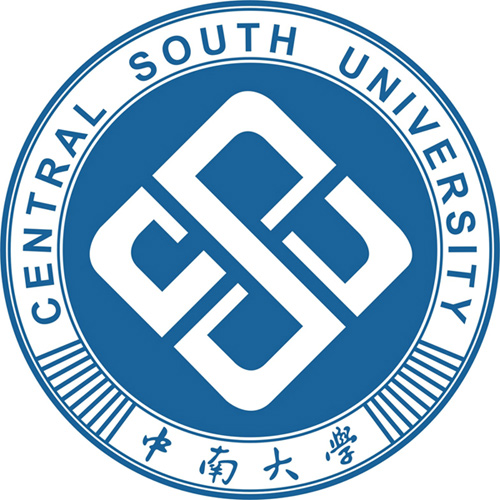 CENTRAL SOUTH UNIVERSITY
中南大學